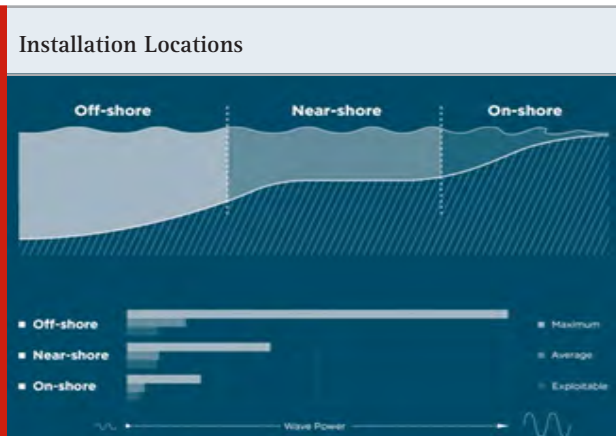 Installation Locations
Off-shore Near-shore On-shore
Off-shore
Maximum
Near-shore
Average
On-shore
Exploitable
Wave Power